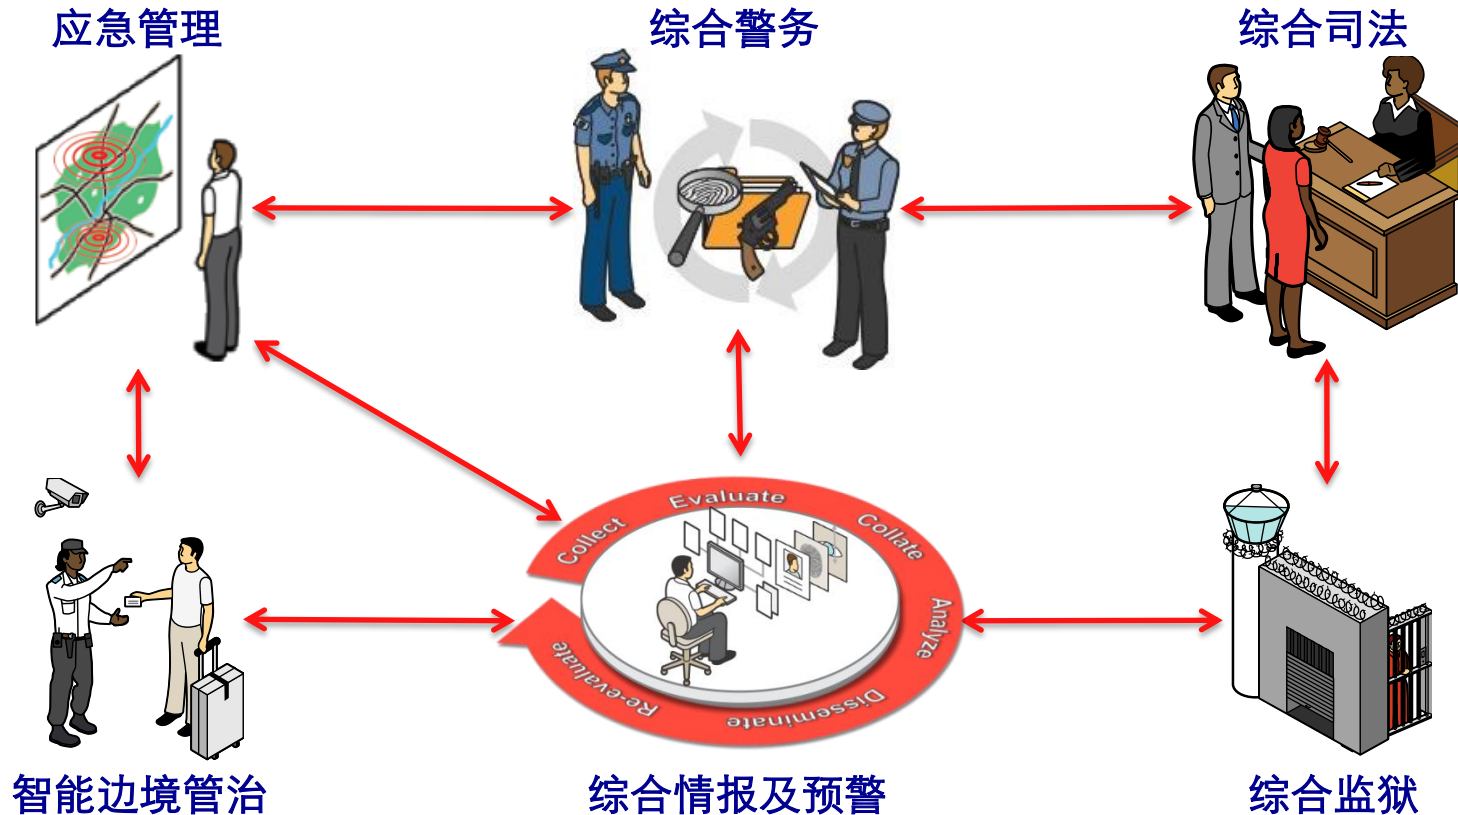 应急管理
综合警务
综合司法
Collect
Evaluate
Collate
Analyze
Disseminate
Re-evaluate
智能边境管治
综合情报及预警
综合监狱